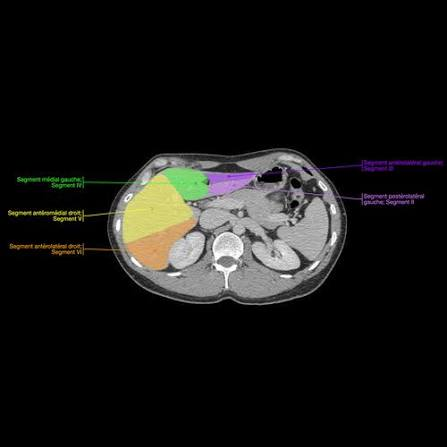 Segment médial gauche;
Segment IV
Segment antéromédial droit;
Segment V
Segment antérolatéral droit;
Segment VI
Segment antérolatéral gauche;
Segment III
Segment postérolatéral
gauche; Segment II